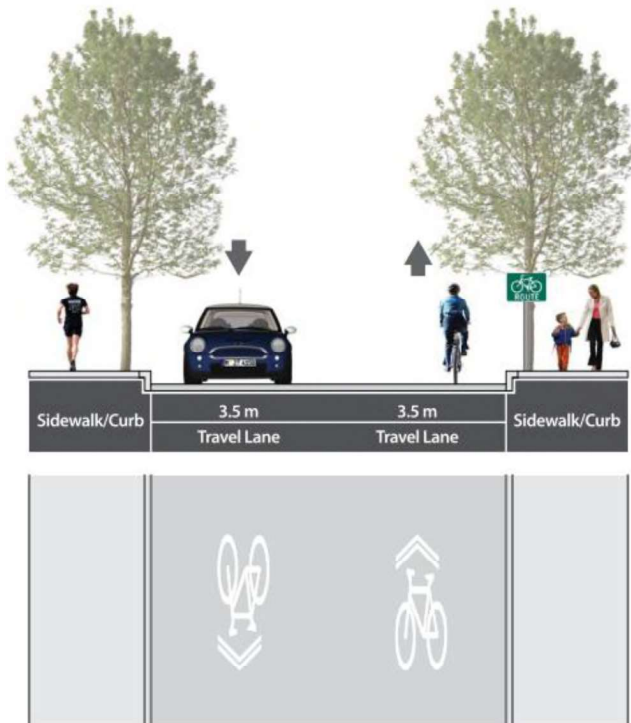 ROUTE
Sidewalk/Curb
3.5 m
3.5 m
Sidewalk/Curb
Travel Lane
Travel Lane